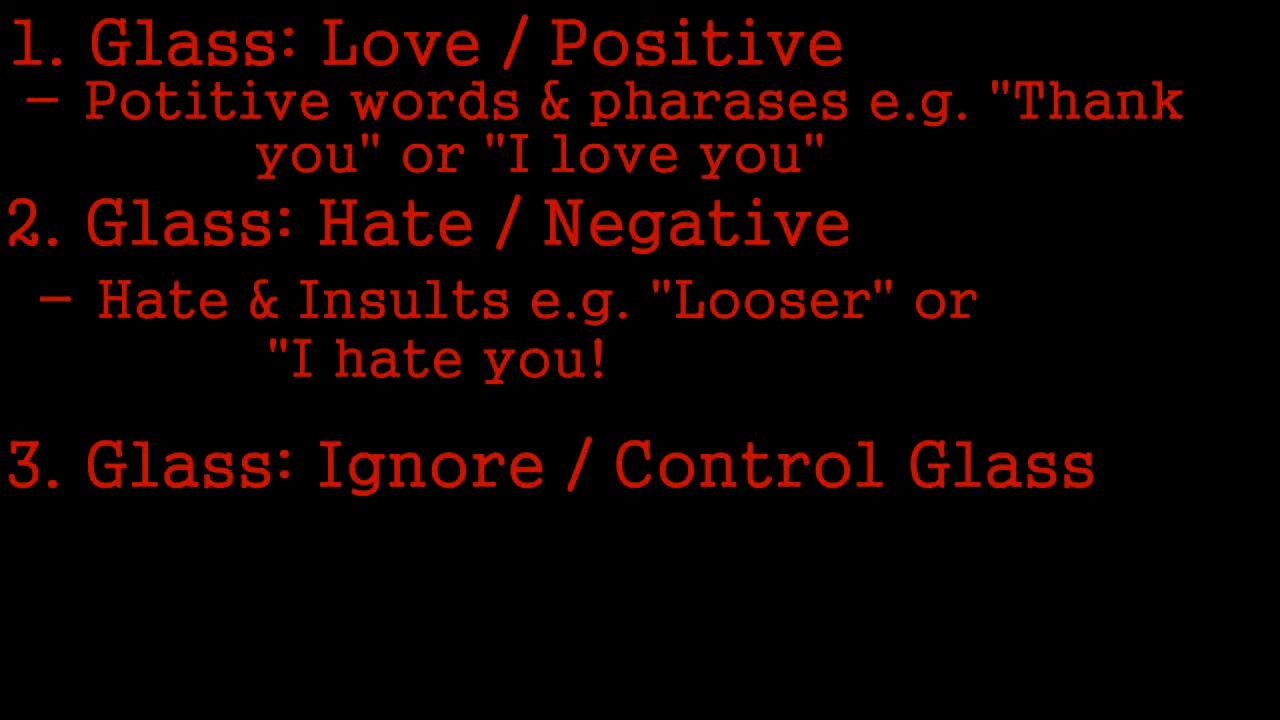 1. Glass: Love / Positive
- Potitive words & pharases e.g. "Thank
you" or "I love you"
2. Glass: Hate / Negative
- Hate & Insults e.g. "Looser" or
"I hate you!
3. Glass: Ignore / Control Glass